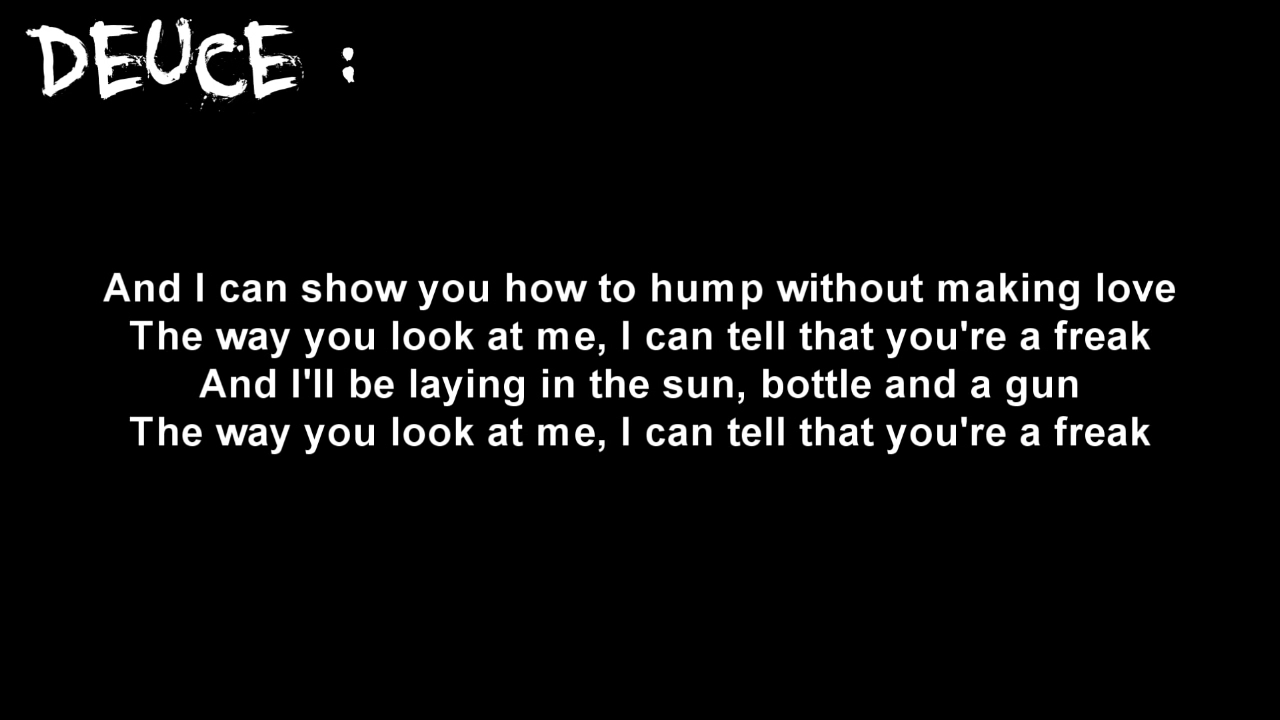 DEUCE :
And I can show you how to hump without making love
The way you look at me, I can tell that you're a freak
And I'll be laying in the sun, bottle and a gun
The way you look at me, I can tell that you're a freak